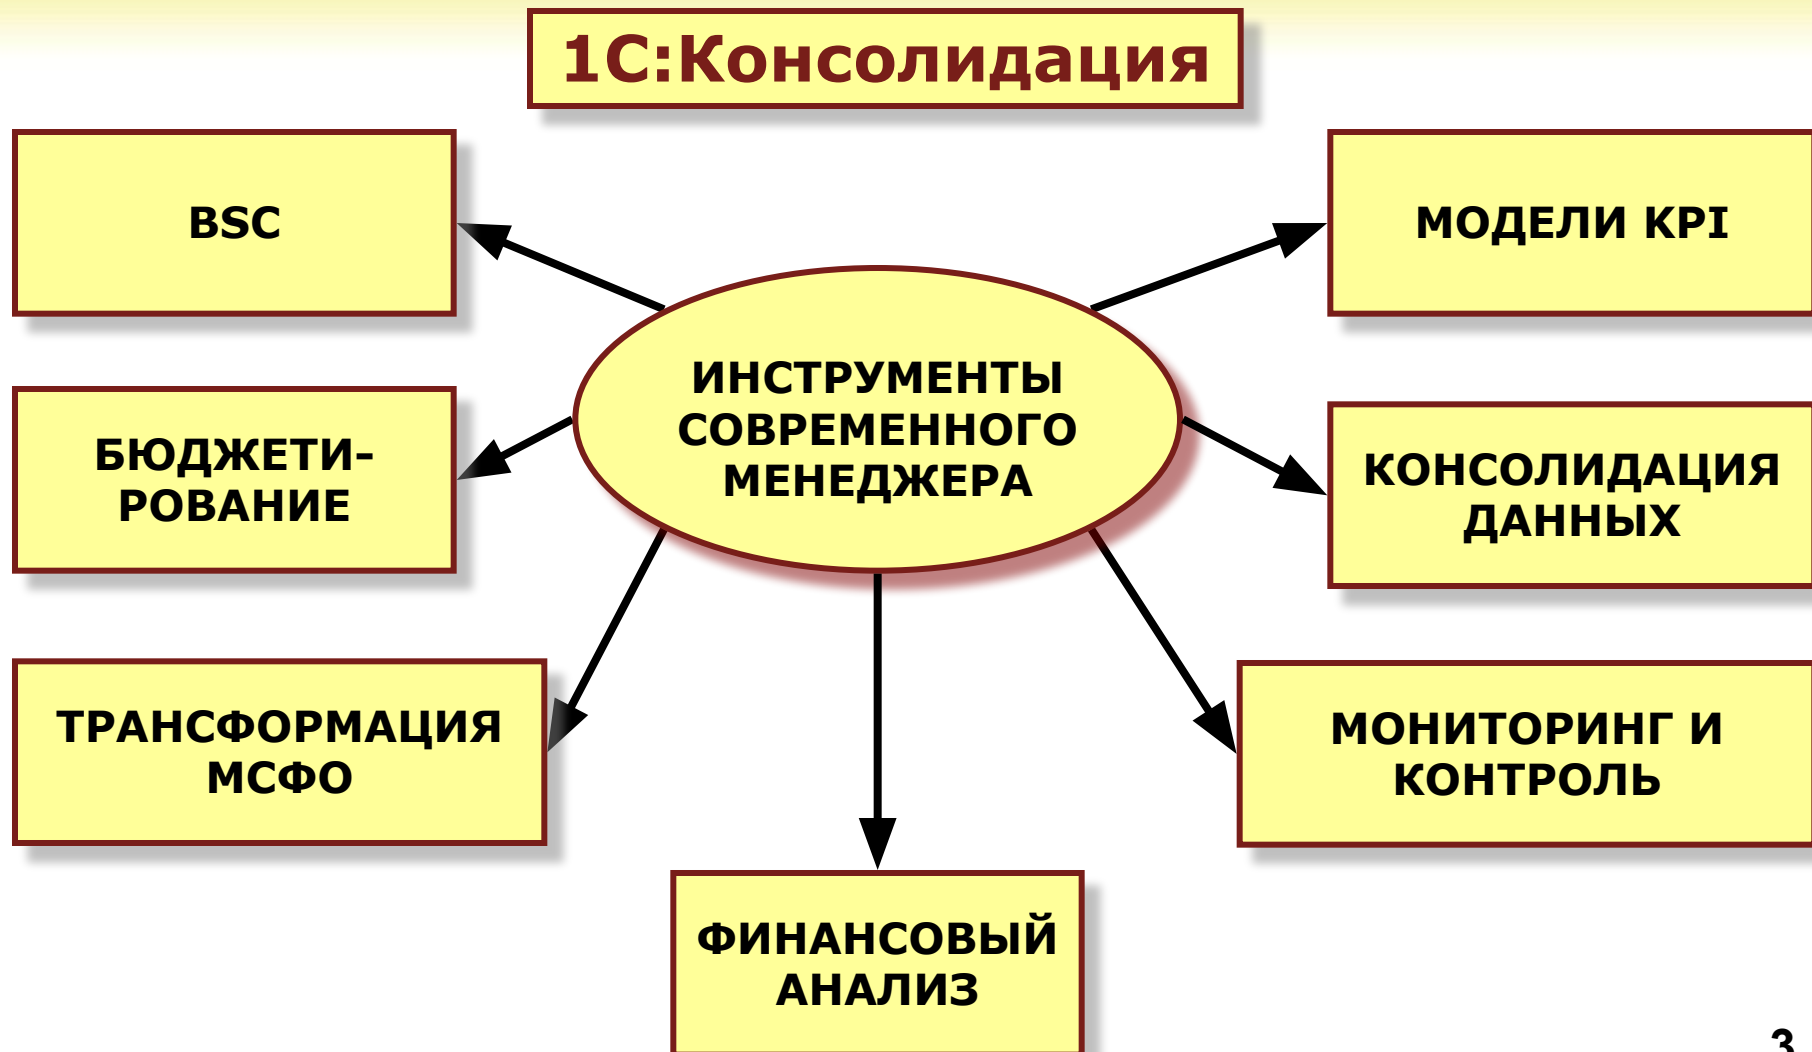 1С:Консолидация
BSC
МОДЕЛИ KPI
ИНСТРУМЕНТЫ
СОВРЕМЕННОГО
МЕНЕДЖЕРА
БЮДЖЕТИ-
РОВАНИЕ
КОНСОЛИДАЦИЯ
ДАННЫХ
ТРАНСФОРМАЦИЯ
МСФО
МОНИТОРИНГ И
КОНТРОЛЬ
ФИНАНСОВЫЙ
АНАЛИЗ
3